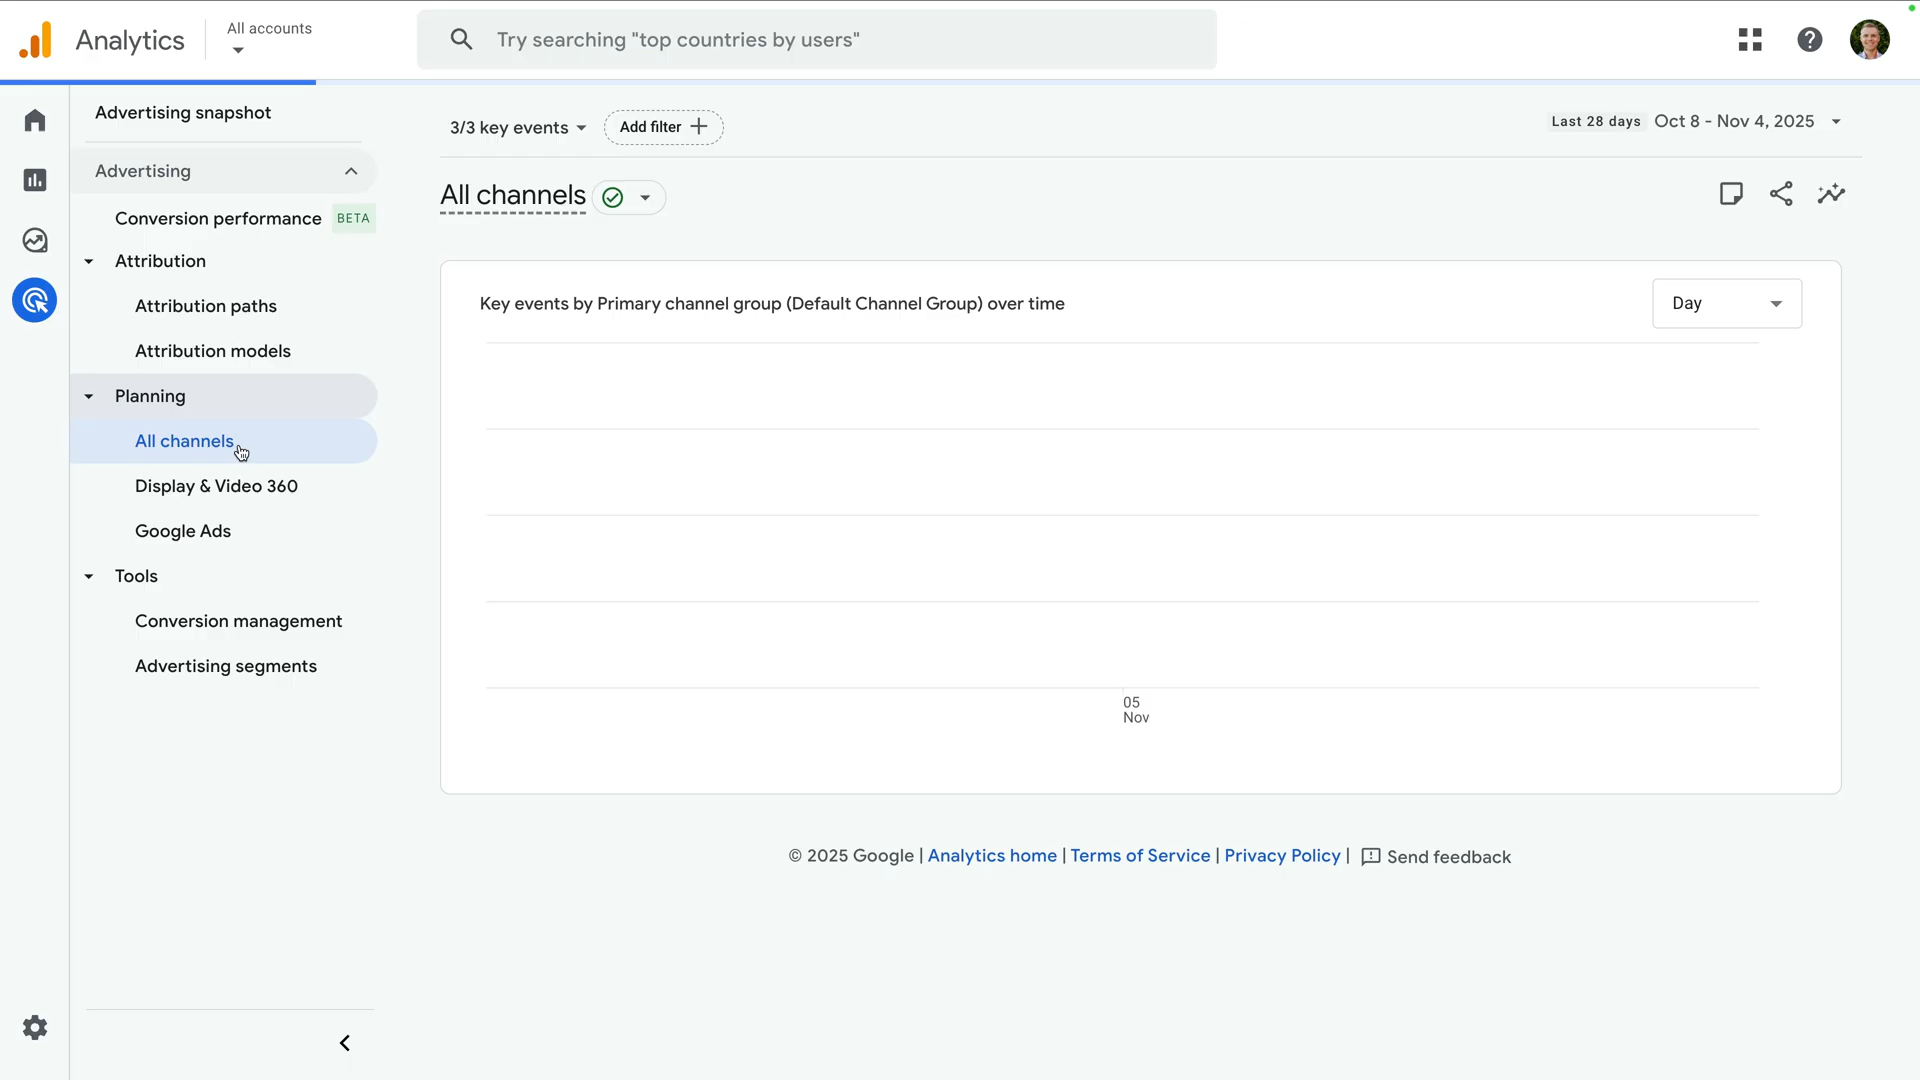 Analytics
All accounts
Try searching "top countries by users"
Advertising snapshot
Advertising
Conversion performance BETA
Attribution
Attribution paths
Attribution models
Planning
All channels
Display & Video 360
Google Ads
Tools
Conversion management
Advertising segments
3/3 key events
Add filter
Last 28 days Oct 8 - Nov 4, 2025
All channels
Key events by Primary channel group (Default Channel Group) over time
Day
05
Nov
© 2025 Google | Analytics home | Terms of Service | Privacy Policy | Send feedback